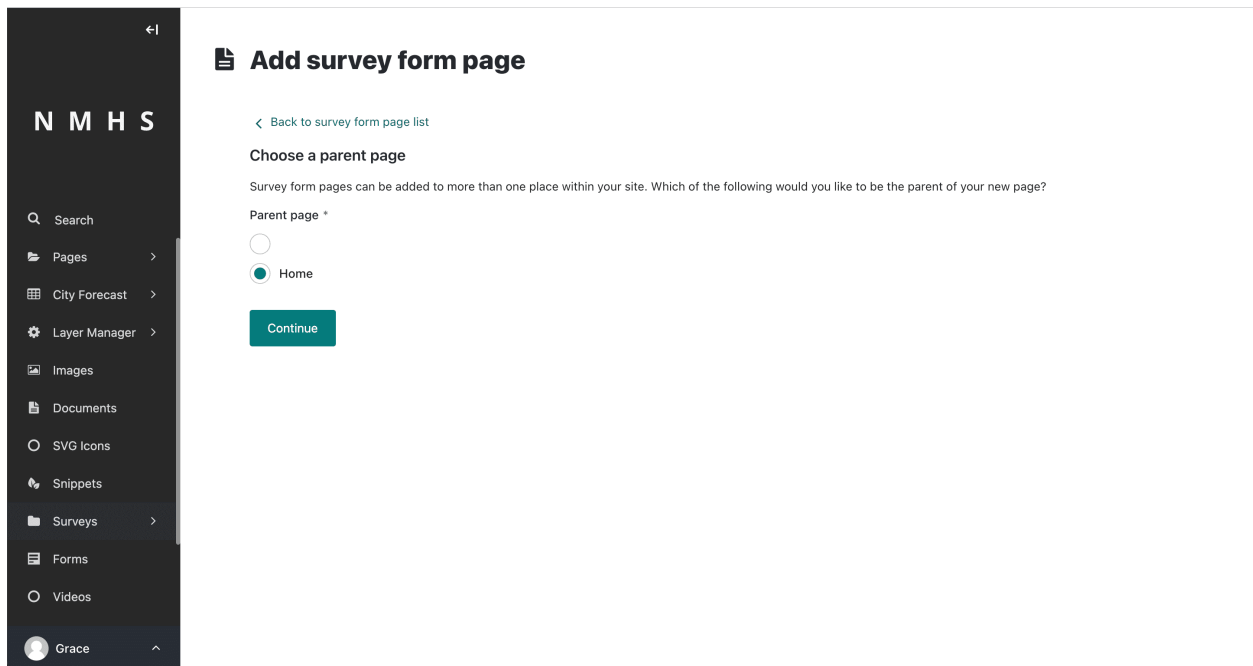 N M H S
Search
Pages
City Forecast
Layer Manager
Images
Documents
SVG Icons
Snippets
Surveys
Forms
Videos
Grace
Add survey form page
Back to survey form page list
Choose a parent page
Survey form pages can be added to more than one place within your site. Which of the following would you like to be the parent of your new page?
Parent page *
Home
Continue